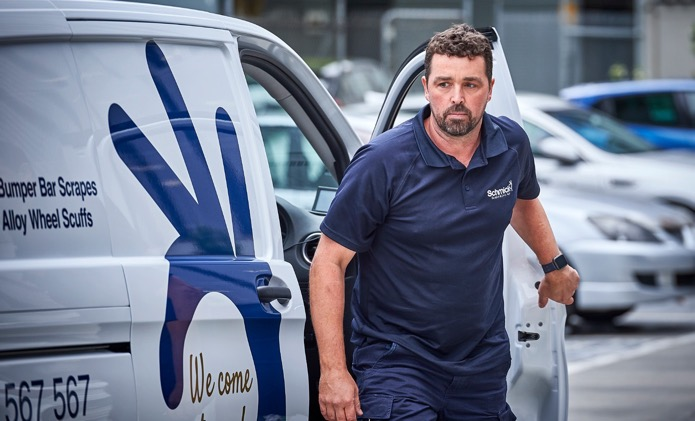 Bumper Bar Scrapes
Alloy Wheel Scuffs
We come
567 567
Schmick